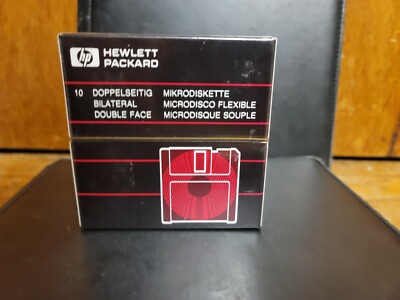 hp HEWLETT
PACKARD
10 DOPPELSEITIG MIKRODISKETTE
BILATERAL MICRODISCO FLEXIBLE
DOUBLE FACE MICRODISQUE SOUPLE